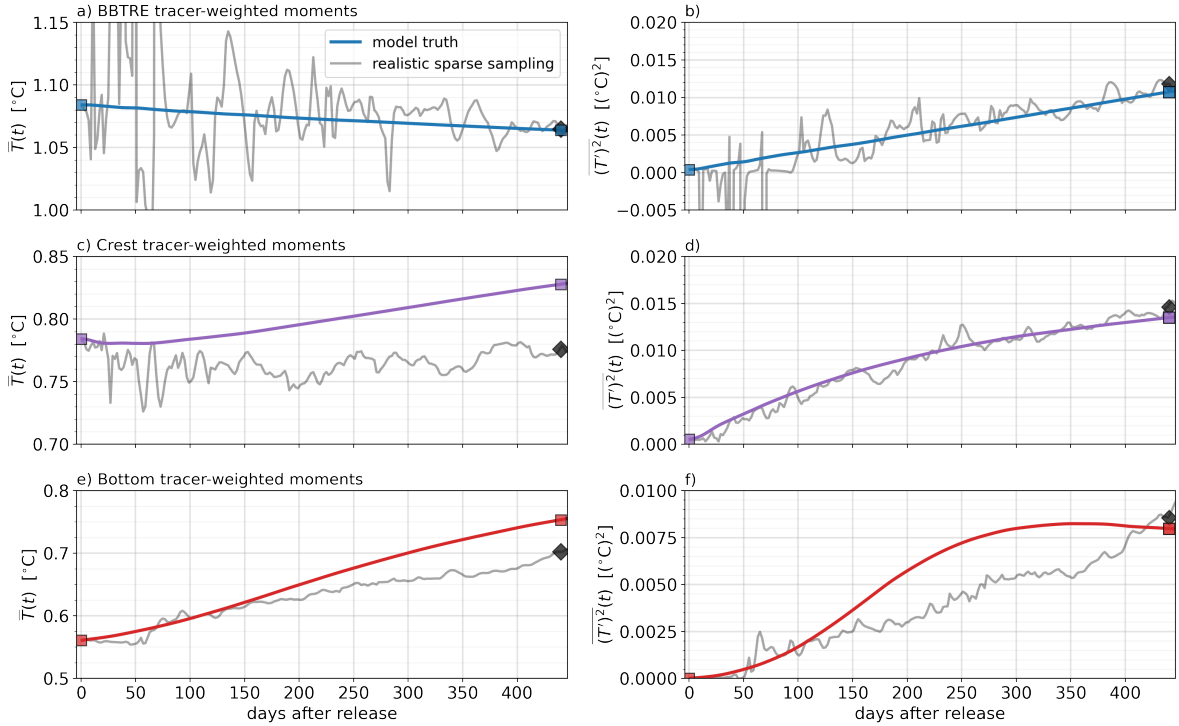 a) BBTRE tracer-weighted moments
1.15
1.10
1.05
1.00
T̅(t) [°C]
model truth
realistic sparse sampling
b)
0.020
0.015
0.010
0.005
0.000
−0.005
(T′)²(t) [(°C)²]
c) Crest tracer-weighted moments
0.85
0.80
0.75
0.70
T̅(t) [°C]
d)
0.020
0.015
0.010
0.005
0.000
(T′)²(t) [(°C)²]
e) Bottom tracer-weighted moments
0.8
0.7
0.6
0.5
T̅(t) [°C]
0 50 100 150 200 250 300 350 400
days after release
f)
0.0100
0.0075
0.0050
0.0025
0.0000
(T′)²(t) [(°C)²]
0 50 100 150 200 250 300 350 400
days after release